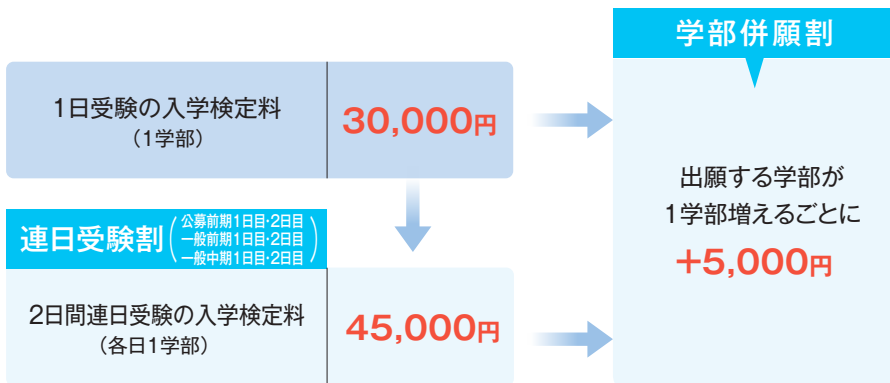 1日受験の入学検定料
（1学部）
30,000円
連日受験割
公募前期1日目・2日目
一般前期1日目・2日目
一般中期1日目・2日目
2日間連日受験の入学検定料
（各日1学部）
45,000円
学部併願割
出願する学部が
1学部増えるごとに
+5,000円